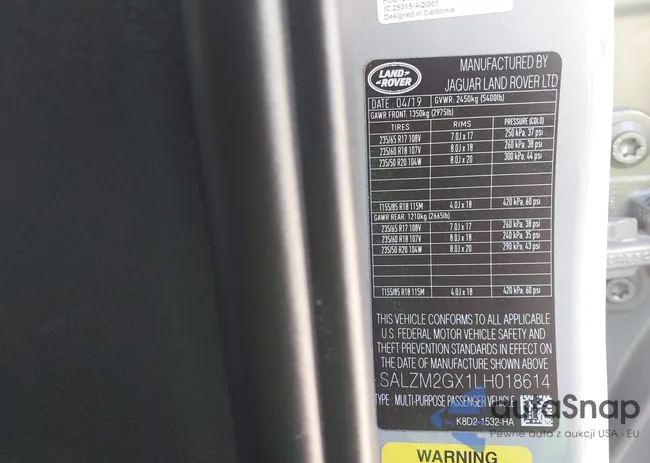 IC:25015-AQG01
Designed in California
LAND-
ROVER
MANUFACTURED BY
JAGUAR LAND ROVER LTD
DATE 04/19 GVWR: 2450kg (5400lb)
GAWR FRONT: 1350kg (2975lb)
TIRES RIMS PRESSURE (COLD)
235/65 R17 108V 7.0J x 17 250 kPa, 37 psi
235/60 R18 107V 8.0J x 18 260 kPa, 38 psi
235/50 R20 104W 8.0J x 20 300 kPa, 44 psi
T155/85 R18 115M 4.0J x 18 420 kPa, 60 psi
GAWR REAR: 1210kg (2665lb)
235/65 R17 108V 7.0J x 17 260 kPa, 38 psi
235/60 R18 107V 8.0J x 18 240 kPa, 35 psi
235/50 R20 104W 8.0J x 20 290 kPa, 43 psi
T155/85 R18 115M 4.0J x 18 420 kPa, 60 psi
THIS VEHICLE CONFORMS TO ALL APPLICABLE
U.S. FEDERAL MOTOR VEHICLE SAFETY AND
THEFT PREVENTION STANDARDS IN EFFECT ON
THE DATE OF MANUFACTURE SHOWN ABOVE
SALZM2GX1LH018614
TYPE : MULTI-PURPOSE PASSENGER VEHICLE
K8D2-1532-HA
autaSnap
Pewne auta z aukcji USA i EU
WARNING